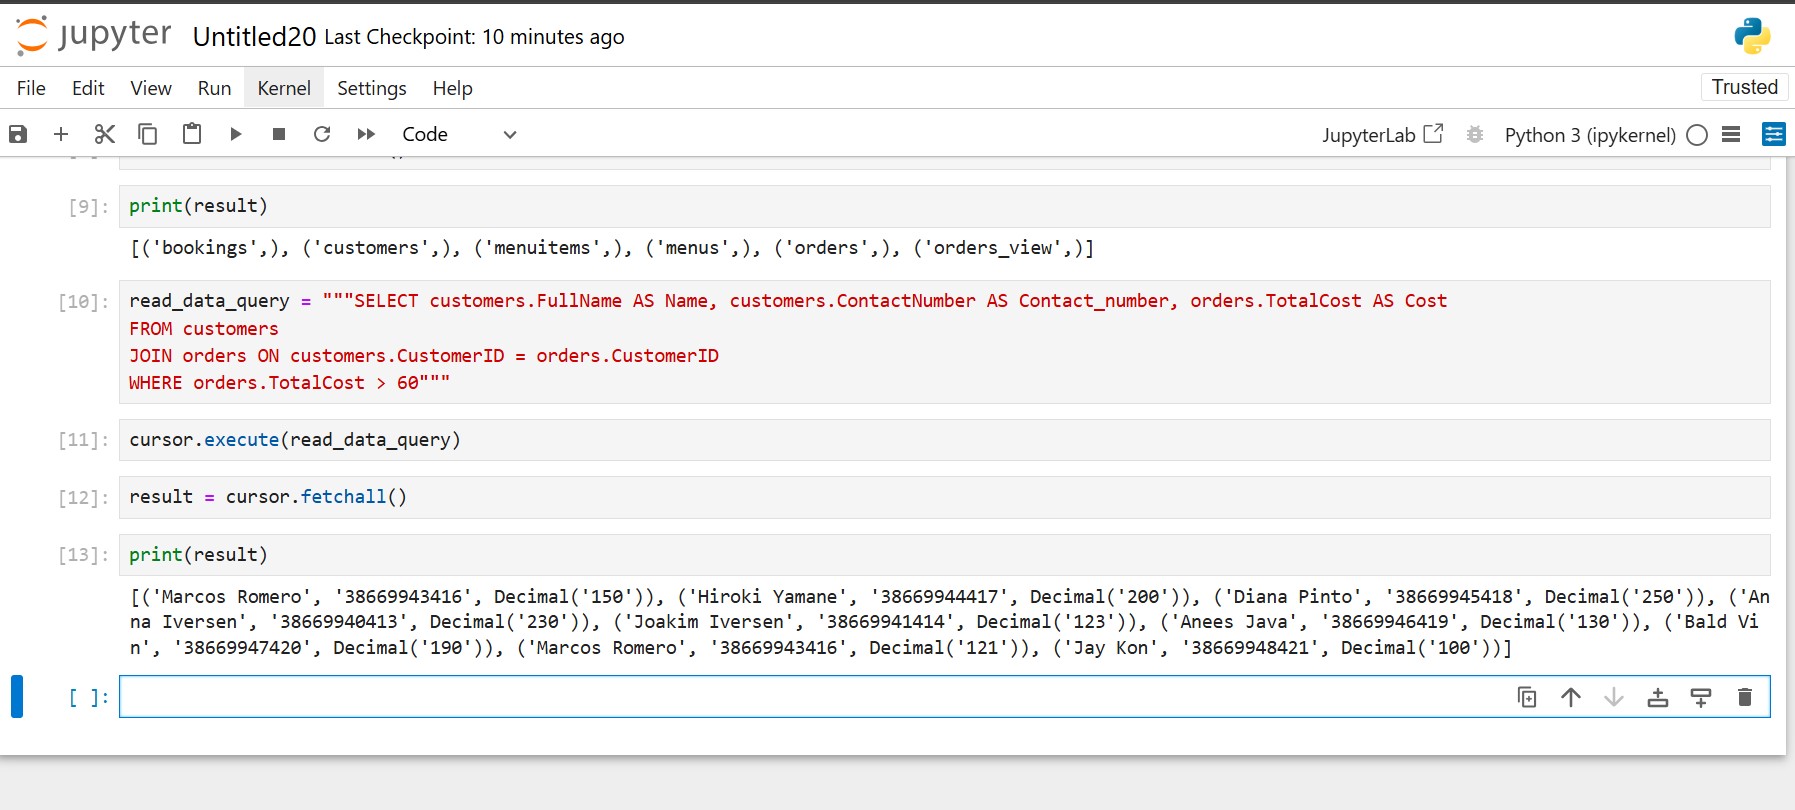 jupyter Untitled20 Last Checkpoint: 10 minutes ago
File Edit View Run Kernel Settings Help Trusted
Code JupyterLab Python 3 (ipykernel)
[9]: print(result)
[('bookings',), ('customers',), ('menuitems',), ('menus',), ('orders',), ('orders_view',)]
[10]: read_data_query = """SELECT customers.FullName AS Name, customers.ContactNumber AS Contact_number, orders.TotalCost AS Cost
FROM customers
JOIN orders ON customers.CustomerID = orders.CustomerID
WHERE orders.TotalCost > 60"""
[11]: cursor.execute(read_data_query)
[12]: result = cursor.fetchall()
[13]: print(result)
[('Marcos Romero', '38669943416', Decimal('150')), ('Hiroki Yamane', '38669944417', Decimal('200')), ('Diana Pinto', '38669945418', Decimal('250')), ('An
na Iversen', '38669940413', Decimal('230')), ('Joakim Iversen', '38669941414', Decimal('123')), ('Anees Java', '38669946419', Decimal('130')), ('Bald Vi
n', '38669947420', Decimal('190')), ('Marcos Romero', '38669943416', Decimal('121')), ('Jay Kon', '38669948421', Decimal('100'))]
[ ]: